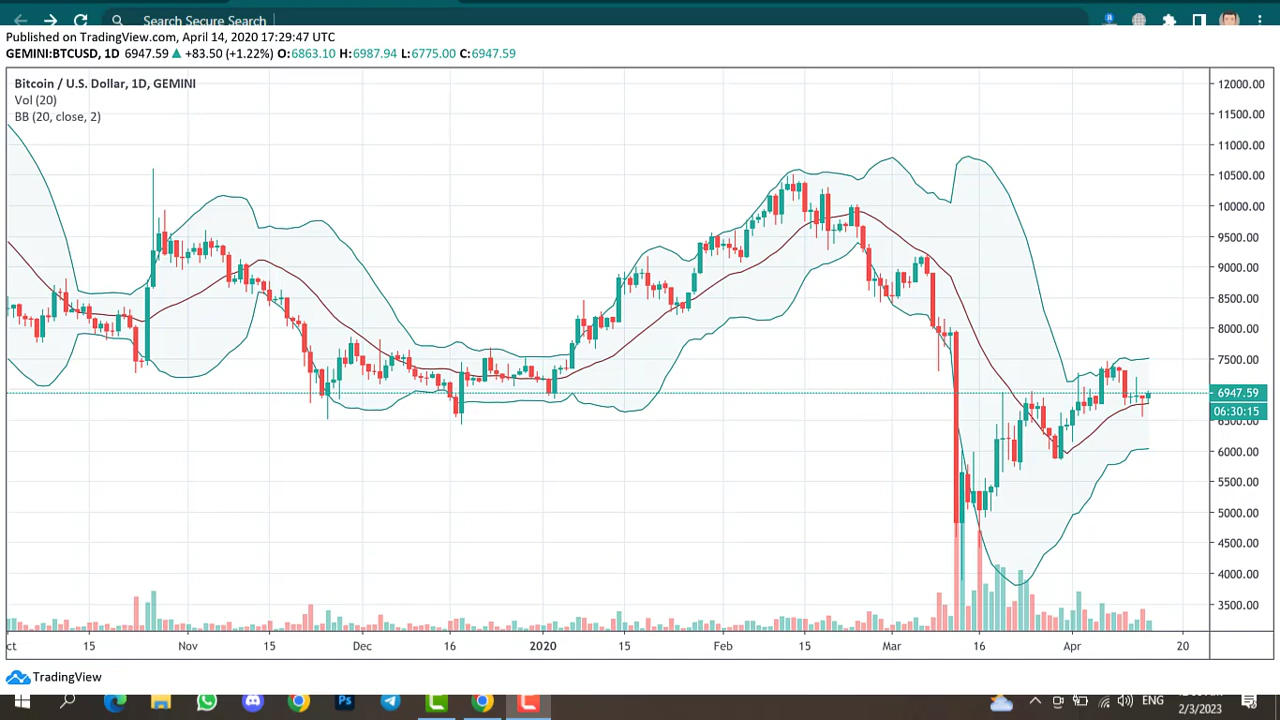 Search Secure Search
Published on TradingView.com, April 14, 2020 17:29:47 UTC
GEMINI:BTCUSD, 1D 6947.59 ▲ +83.50 (+1.22%) O:6863.10 H:6987.94 L:6775.00 C:6947.59
Bitcoin / U.S. Dollar, 1D, GEMINI
Vol (20)
BB (20, close, 2)
12000.00
11500.00
11000.00
10500.00
10000.00
9500.00
9000.00
8500.00
8000.00
7500.00
6947.59
06:30:15
6500.00
6000.00
5500.00
5000.00
4500.00
4000.00
3500.00
ct 15 Nov 15 Dec 16 2020 15 Feb 15 Mar 16 Apr 20
TradingView
Ps
ENG
2/3/2023